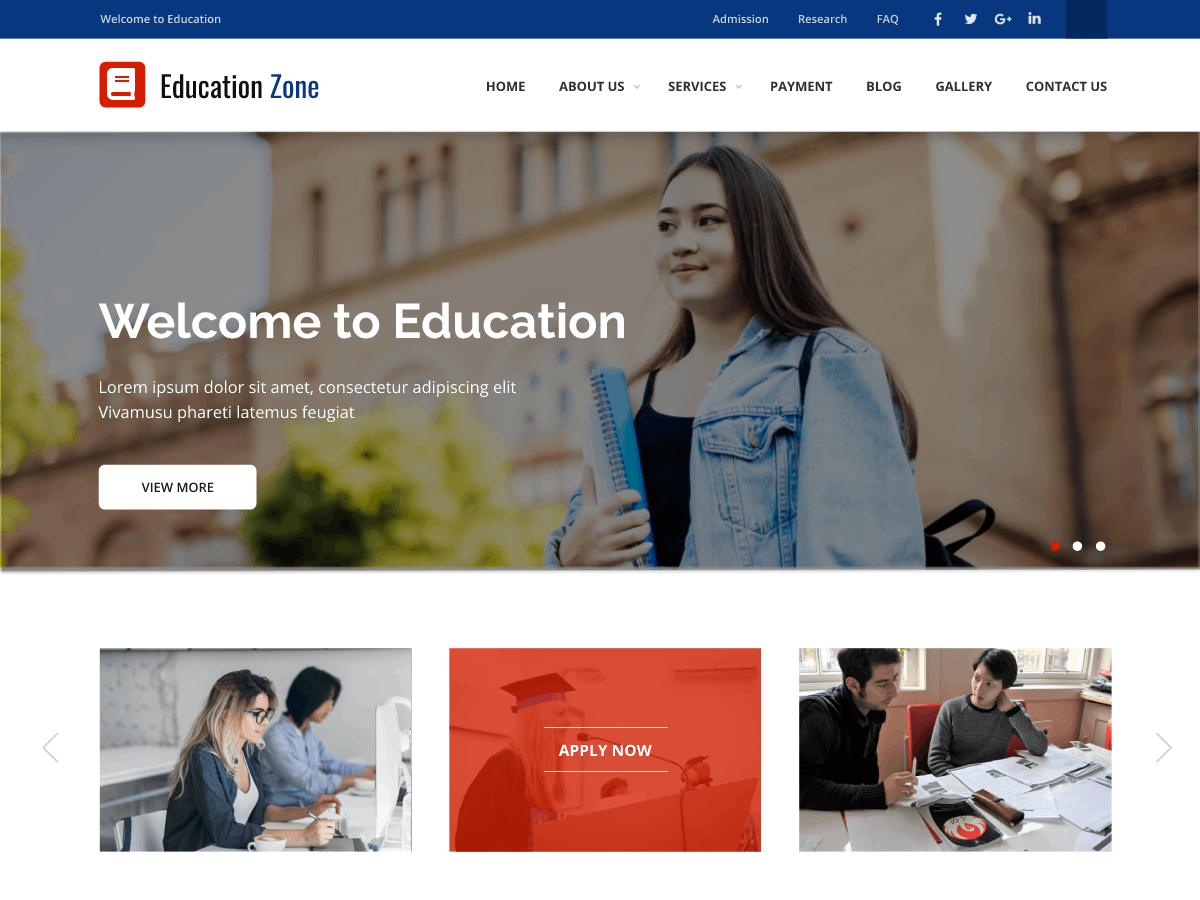 Welcome to Education
Admission Research FAQ
Education Zone
HOME ABOUT US SERVICES PAYMENT BLOG GALLERY CONTACT US
Welcome to Education
Lorem ipsum dolor sit amet, consectetur adipiscing elit
Vivamusu phareti latemus feugiat
VIEW MORE
APPLY NOW